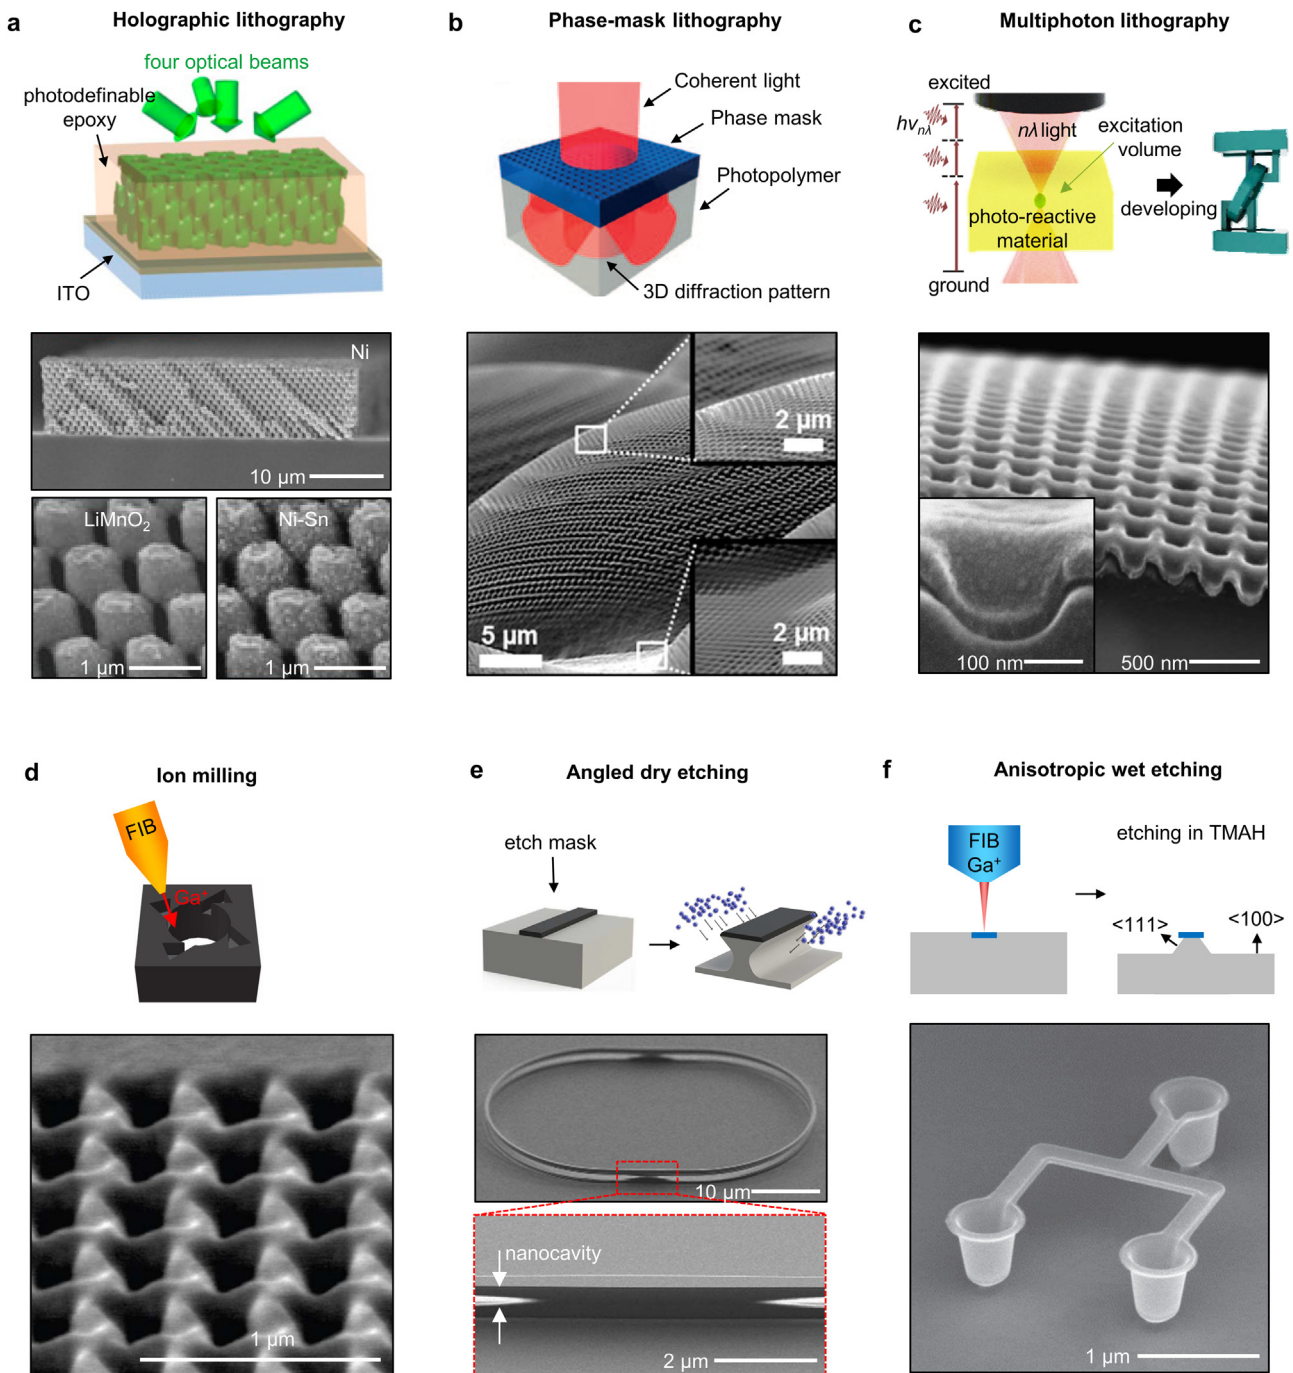 a
Holographic lithography
four optical beams
photodefinable
epoxy
ITO
Ni
10 μm
LiMnO₂
1 μm
Ni-Sn
1 μm
b
Phase-mask lithography
Coherent light
Phase mask
Photopolymer
3D diffraction pattern
2 μm
5 μm
2 μm
c
Multiphoton lithography
excited
hνnλ
nλ light
excitation
volume
photo-reactive
material
developing
ground
100 nm
500 nm
d
Ion milling
FIB
Ga⁺
1 μm
e
Angled dry etching
etch mask
10 μm
nanocavity
2 μm
f
Anisotropic wet etching
FIB
Ga⁺
etching in TMAH
<111>
<100>
1 μm